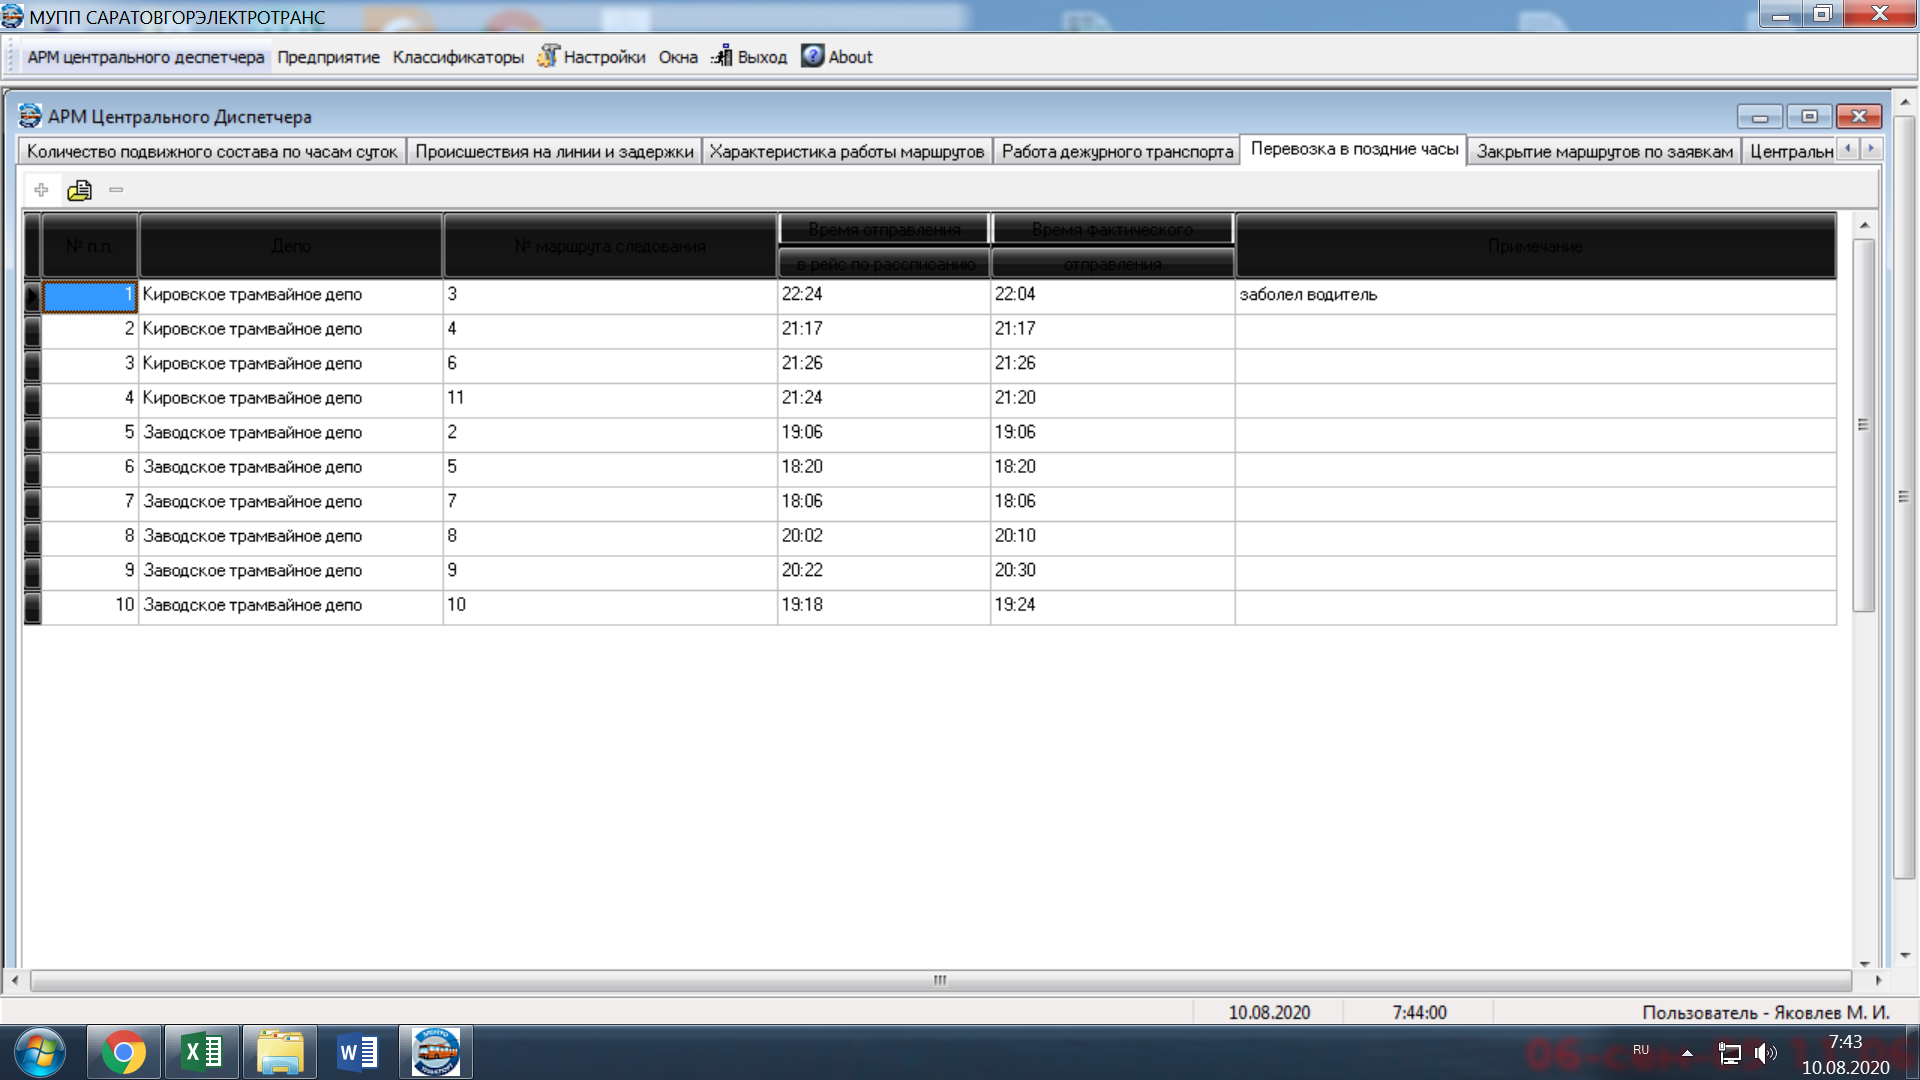 МУПП САРАТОВГОРЭЛЕКТРОТРАНС
АРМ центрального деспетчера Предприятие Классификаторы Настройки Окна Выход About
АРМ Центрального Диспетчера
Количество подвижного состава по часам суток Происшествия на линии и задержки Характеристика работы маршрутов Работа дежурного транспорта Перевозка в поздние часы Закрытие маршрутов по заявкам Центральн
№ п.п. Депо № маршрута следования Время отправления Время фактического Примечание
в рейс по рассписанию отправления
1 Кировское трамвайное депо 3 22:24 22:04 заболел водитель
2 Кировское трамвайное депо 4 21:17 21:17
3 Кировское трамвайное депо 6 21:26 21:26
4 Кировское трамвайное депо 11 21:24 21:20
5 Заводское трамвайное депо 2 19:06 19:06
6 Заводское трамвайное депо 5 18:20 18:20
7 Заводское трамвайное депо 7 18:06 18:06
8 Заводское трамвайное депо 8 20:02 20:10
9 Заводское трамвайное депо 9 20:22 20:30
10 Заводское трамвайное депо 10 19:18 19:24
10.08.2020 7:44:00 Пользователь - Яковлев М. И.
RU 7:43
10.08.2020